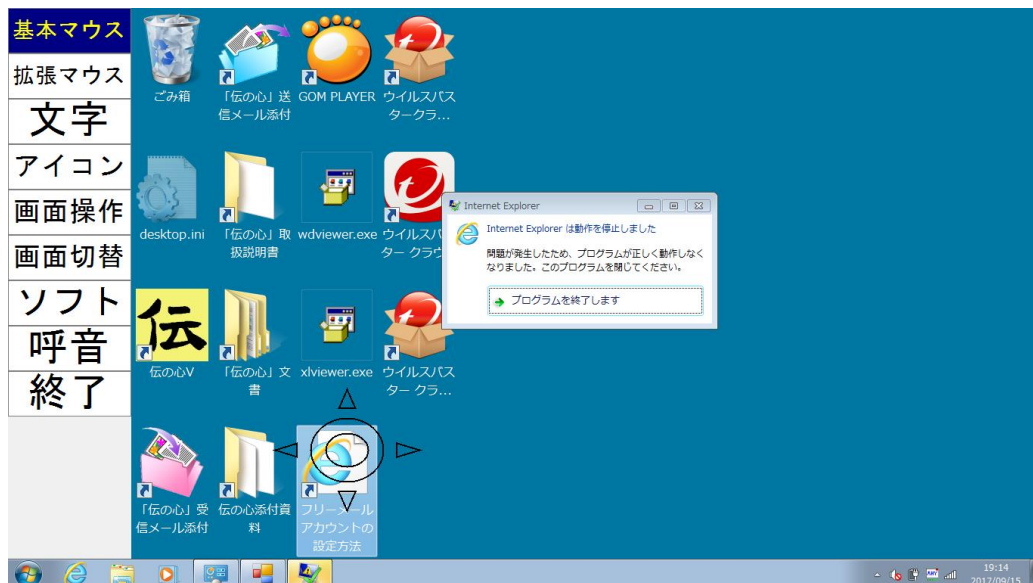 基本マウス
拡張マウス
文字
アイコン
画面操作
画面切替
ソフト
呼音
終了
ごみ箱
「伝の心」送
信メール添付
GOM PLAYER
ウイルスバス
タークラ...
desktop.ini
「伝の心」取
扱説明書
wdviewer.exe
ウイルスバ
ター クラウ
伝
伝の心V
「伝の心」文
書
xlviewer.exe
ウイルスバス
ター クラ...
「伝の心」受
信メール添付
伝の心添付資
料
フリーメール
アカウントの
設定方法
Internet Explorer
Internet Explorer は動作を停止しました
問題が発生したため、プログラムが正しく動作しなく
なりました。このプログラムを閉じてください。
プログラムを終了します
19:14
2017/09/15